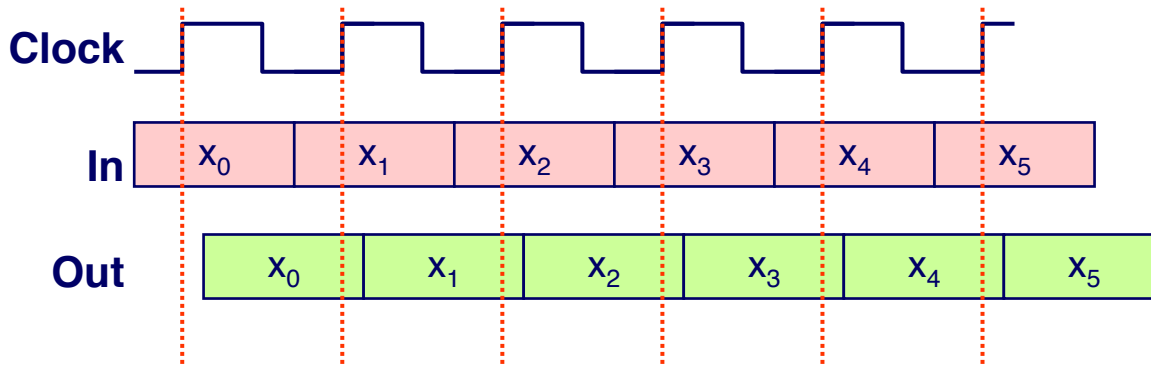 Clock
In x₀ x₁ x₂ x₃ x₄ x₅
Out x₀ x₁ x₂ x₃ x₄ x₅